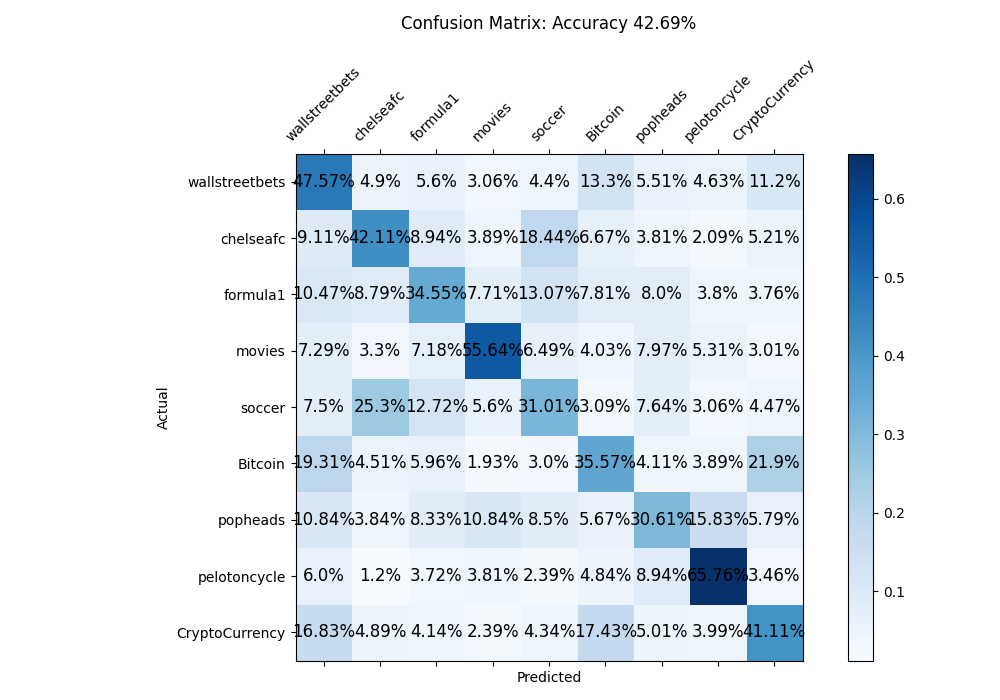 Confusion Matrix: Accuracy 42.69%
wallstreetbets chelseafc formula1 movies soccer Bitcoin popheads pelotoncycle CryptoCurrency
wallstreetbets 47.57% 4.9% 5.6% 3.06% 4.4% 13.3% 5.51% 4.63% 11.2%
chelseafc 9.11% 42.11% 8.94% 3.89% 18.44% 6.67% 3.81% 2.09% 5.21%
formula1 10.47% 8.79% 34.55% 7.71% 13.07% 7.81% 8.0% 3.8% 3.76%
movies 7.29% 3.3% 7.18% 55.64% 6.49% 4.03% 7.97% 5.31% 3.01%
soccer 7.5% 25.3% 12.72% 5.6% 31.01% 3.09% 7.64% 3.06% 4.47%
Bitcoin 19.31% 4.51% 5.96% 1.93% 3.0% 35.57% 4.11% 3.89% 21.9%
popheads 10.84% 3.84% 8.33% 10.84% 8.5% 5.67% 30.61% 15.83% 5.79%
pelotoncycle 6.0% 1.2% 3.72% 3.81% 2.39% 4.84% 8.94% 65.76% 3.46%
CryptoCurrency 16.83% 4.89% 4.14% 2.39% 4.34% 17.43% 5.01% 3.99% 41.11%
Actual
Predicted
0.6
0.5
0.4
0.3
0.2
0.1